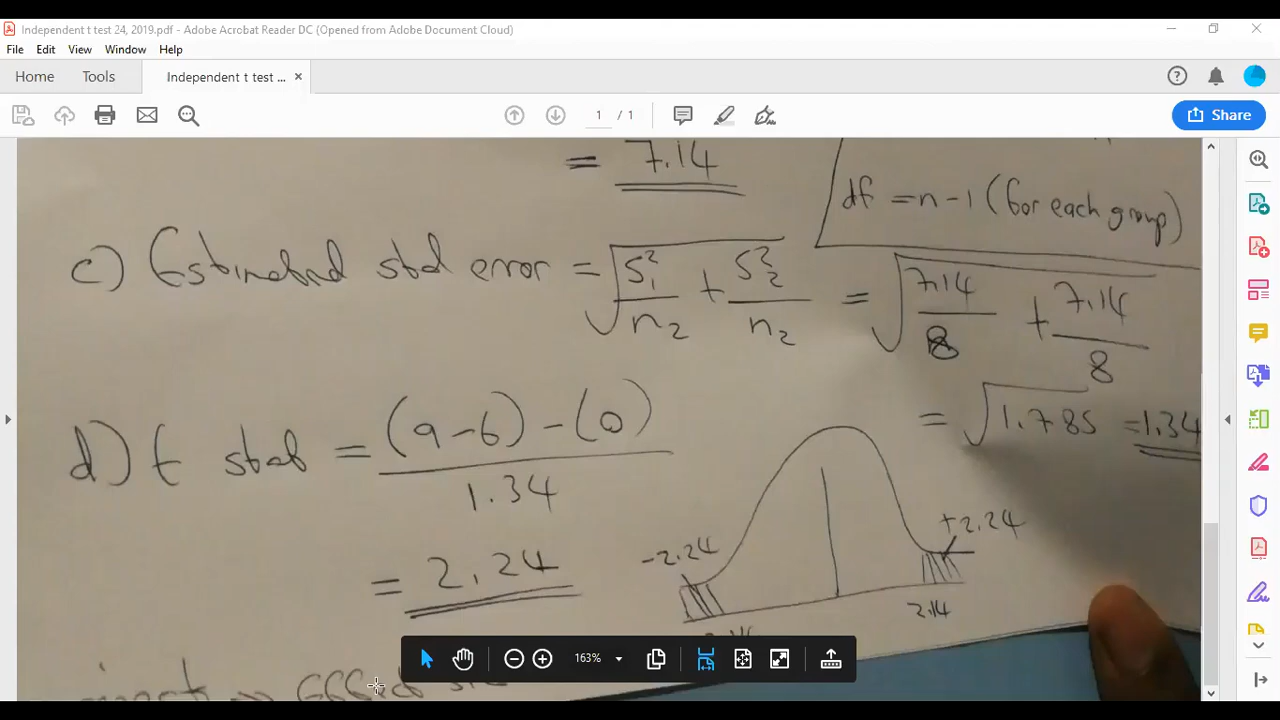 Independent t test 24, 2019.pdf - Adobe Acrobat Reader DC (Opened from Adobe Document Cloud)
File Edit View Window Help
Home Tools Independent t test ... ×
1 / 1
Share
= 7.14
df = n-1 (for each group)
c) Estimated std error = √ S₁²/n₂ + S₂²/n₂ = √ 7.14/8 + 7.14/8
= √1.785 = 1.34
d) t stat = (9-6) - (0) / 1.34
= 2.24
-2.24
+2.24
2.14
163%